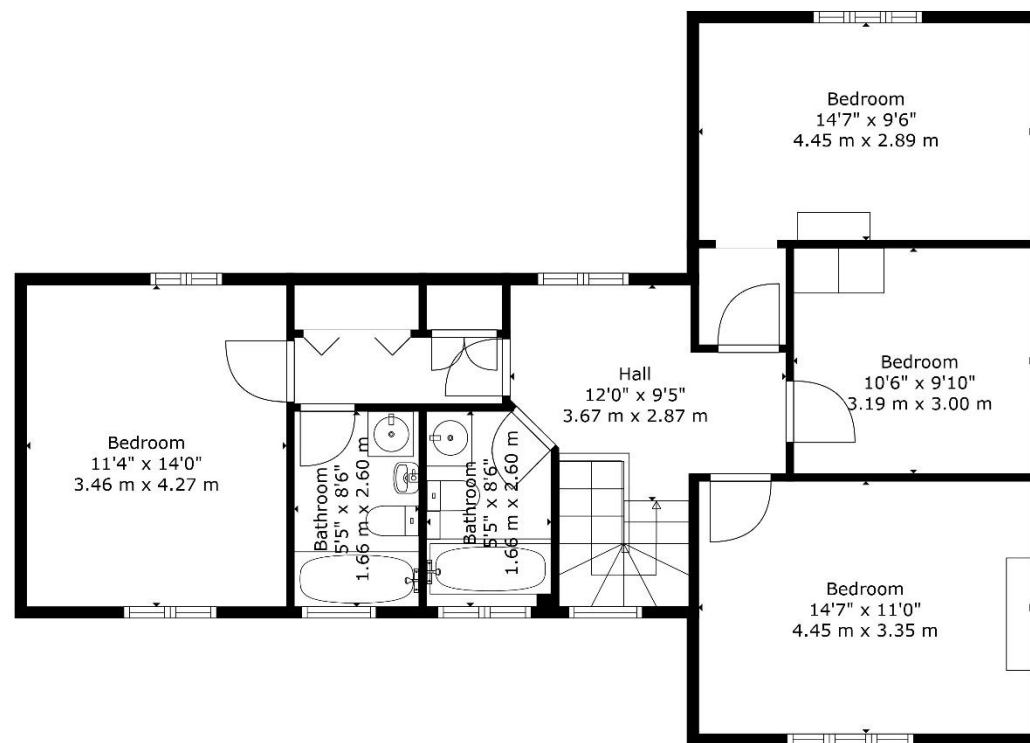 Bedroom
14'7" x 9'6"
4.45 m x 2.89 m
Bedroom
10'6" x 9'10"
3.19 m x 3.00 m
Hall
12'0" x 9'5"
3.67 m x 2.87 m
Bedroom
11'4" x 14'0"
3.46 m x 4.27 m
Bathroom
5'5" x 8'6"
1.66 m x 2.60 m
Bathroom
5'5" x 8'6"
1.66 m x 2.60 m
Bedroom
14'7" x 11'0"
4.45 m x 3.35 m